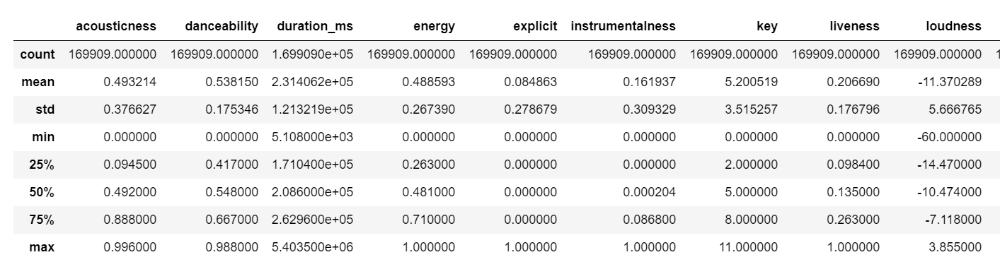 acousticness danceability duration_ms energy explicit instrumentalness key liveness loudness
count 169909.000000 169909.000000 1.699090e+05 169909.000000 169909.000000 169909.000000 169909.000000 169909.000000 169909.000000 1
mean 0.493214 0.538150 2.314062e+05 0.488593 0.084863 0.161937 5.200519 0.206690 -11.370289
std 0.376627 0.175346 1.213219e+05 0.267390 0.278679 0.309329 3.515257 0.176796 5.666765
min 0.000000 0.000000 5.108000e+03 0.000000 0.000000 0.000000 0.000000 0.000000 -60.000000
25% 0.094500 0.417000 1.710400e+05 0.263000 0.000000 0.000000 2.000000 0.098400 -14.470000
50% 0.492000 0.548000 2.086000e+05 0.481000 0.000000 0.000204 5.000000 0.135000 -10.474000
75% 0.888000 0.667000 2.629600e+05 0.710000 0.000000 0.086800 8.000000 0.263000 -7.118000
max 0.996000 0.988000 5.403500e+06 1.000000 1.000000 1.000000 11.000000 1.000000 3.855000